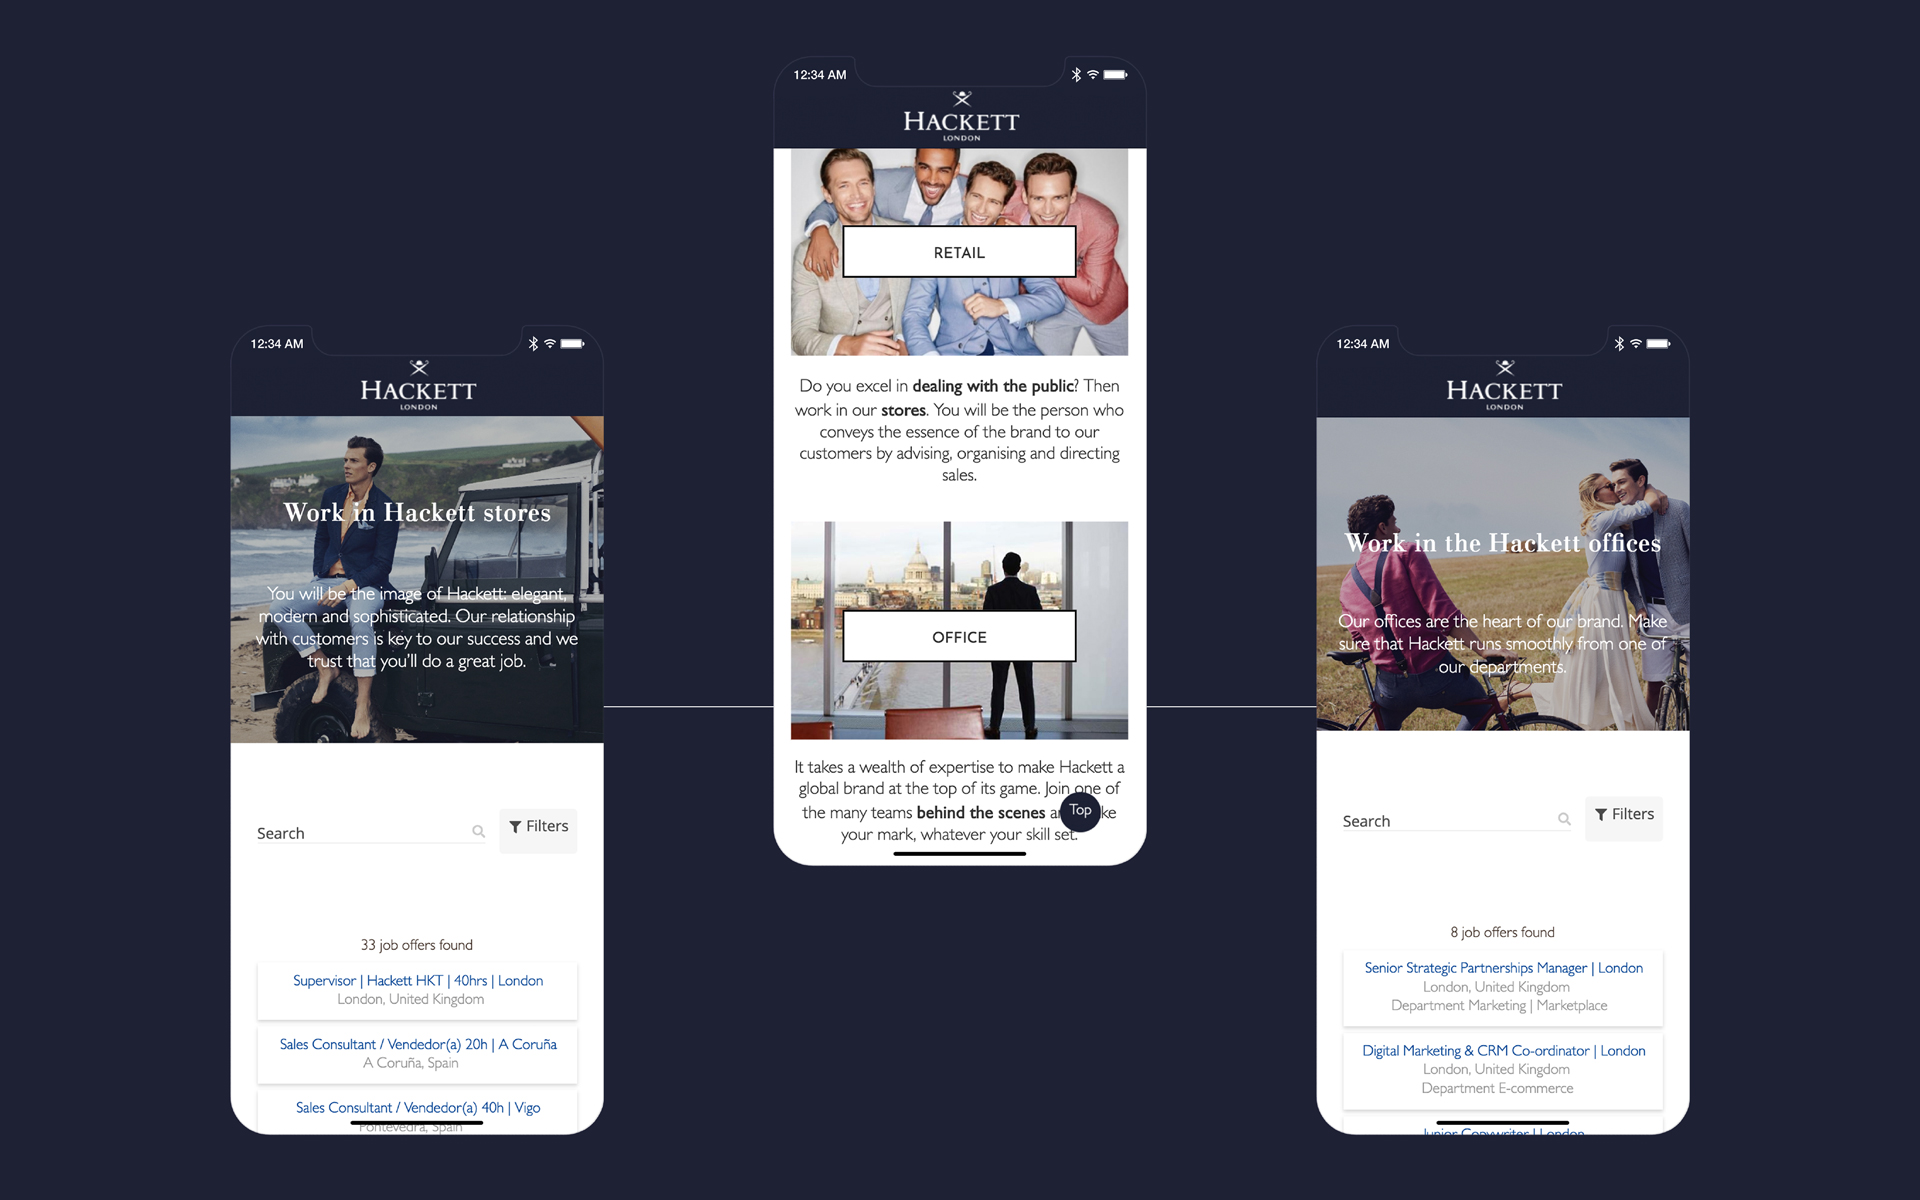 12:34 AM
HACKETT
LONDON
Work in Hackett stores
You will be the image of Hackett: elegant,
modern and sophisticated. Our relationship
with customers is key to our success and we
trust that you'll do a great job.
Search
Filters
33 job offers found
Supervisor | Hackett HKT | 40hrs | London
London, United Kingdom
Sales Consultant / Vendedor(a) 20h | A Coruña
A Coruña, Spain
Sales Consultant / Vendedor(a) 40h | Vigo
Pontevedra, Spain
12:34 AM
HACKETT
LONDON
RETAIL
Do you excel in dealing with the public? Then
work in our stores. You will be the person who
conveys the essence of the brand to our
customers by advising, organising and directing
sales.
OFFICE
It takes a wealth of expertise to make Hackett a
global brand at the top of its game. Join one of
the many teams behind the scenes
your mark, whatever your skill set.
Top
12:34 AM
HACKETT
LONDON
Work in the Hackett offices
Our offices are the heart of our brand. Make
sure that Hackett runs smoothly from one of
our departments.
Search
Filters
8 job offers found
Senior Strategic Partnerships Manager | London
London, United Kingdom
Department Marketing | Marketplace
Digital Marketing & CRM Co-ordinator | London
London, United Kingdom
Department E-commerce
Junior Copywriter | London